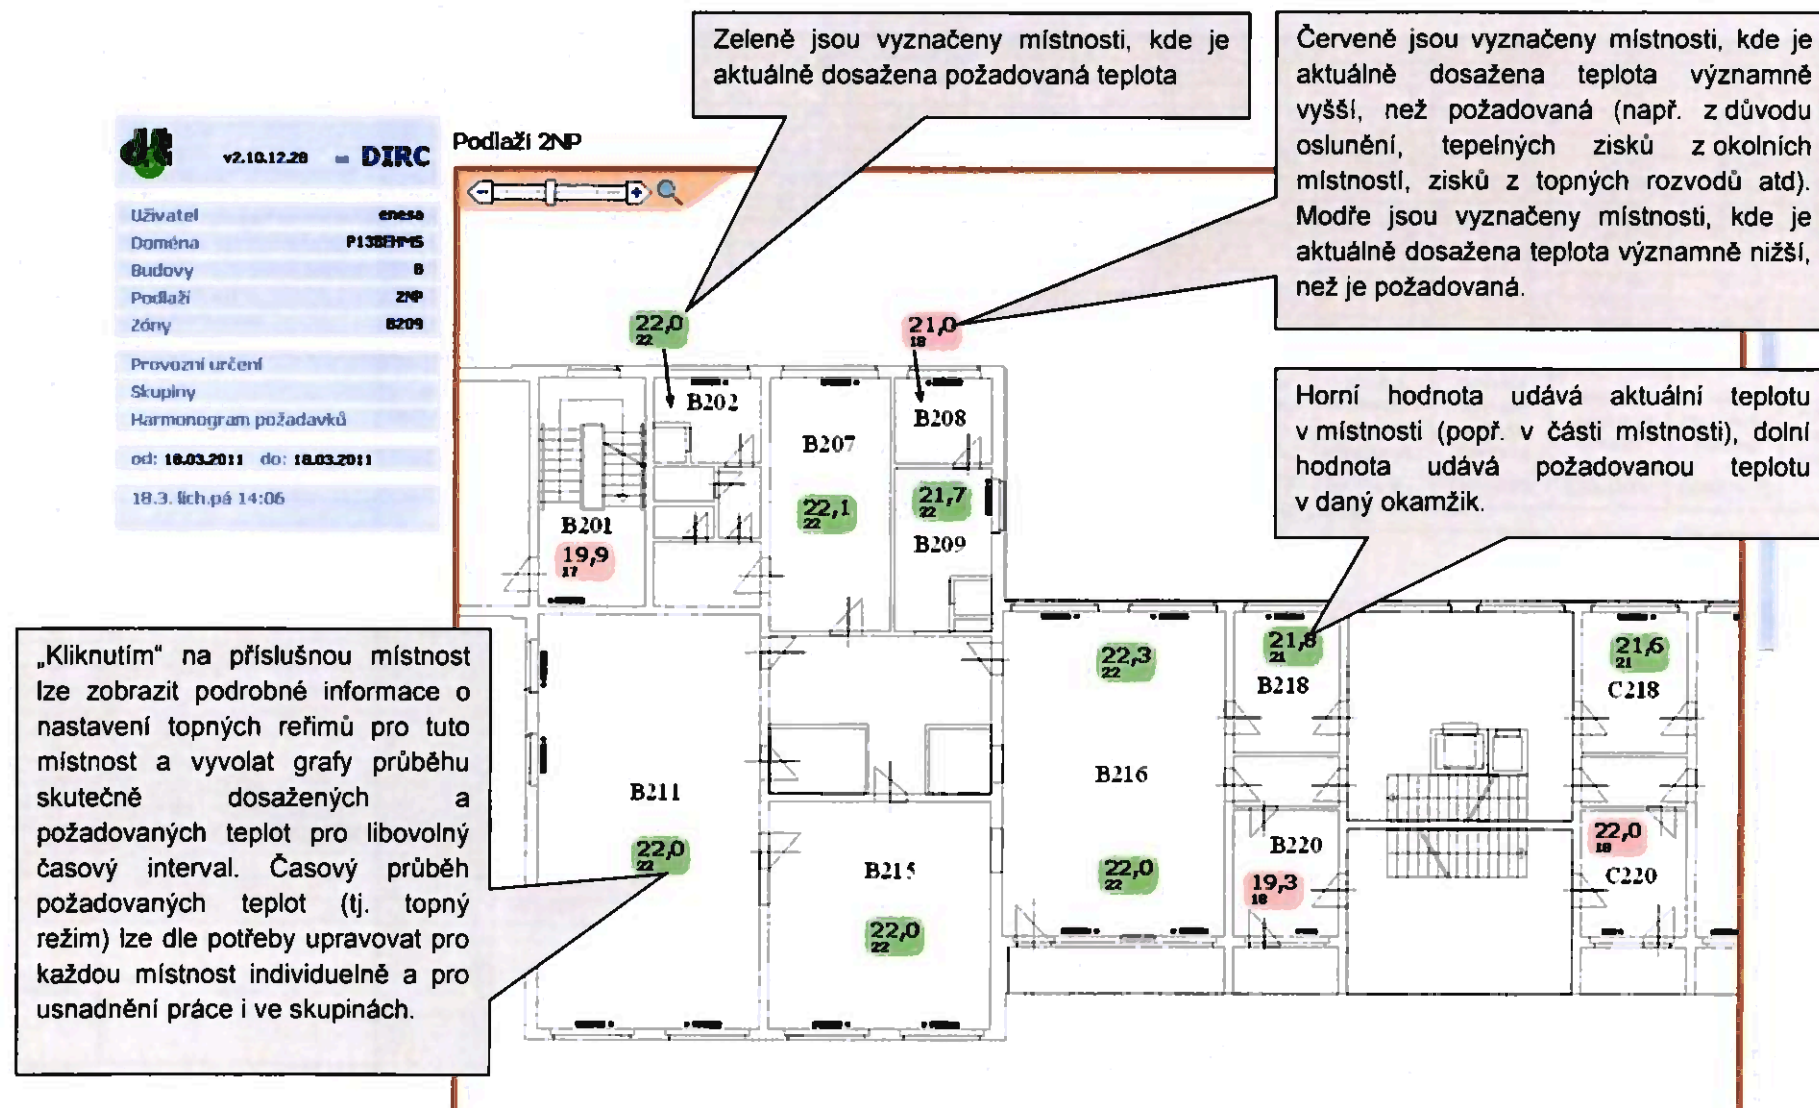 Zeleně jsou vyznačeny místnosti, kde je
aktuálně dosažena požadovaná teplota
Červeně jsou vyznačeny místnosti, kde je
aktuálně dosažena teplota významně
vyšší, než požadovaná (např. z důvodu
oslunění, tepelných zisků z okolních
místností, zisků z topných rozvodů atd).
Modře jsou vyznačeny místnosti, kde je
aktuálně dosažena teplota významně nižší,
než je požadovaná.
v2.10.12.28 - DIRC
Uživatel enesa
Doména
Budovy B
Podlaží 2NP
Zóny B209
Provozní určení
Skupiny
Harmonogram požadavků
od: 18.03.2011 do: 18.03.2011
18.3. lich.pá 14:06
Podlaží 2NP
22,0
22
21,0
18
B202
B208
B207
21,7
22
22,1
22
B201
B209
19,9
17
Horní hodnota udává aktuální teplotu
v místnosti (popř. v části místnosti), dolní
hodnota udává požadovanou teplotu
v daný okamžik.
„Kliknutím“ na příslušnou místnost
lze zobrazit podrobné informace o
nastavení topných reřimů pro tuto
místnost a vyvolat grafy průběhu
skutečně dosažených a
požadovaných teplot pro libovolný
časový interval. Časový průběh
požadovaných teplot (tj. topný
režim) lze dle potřeby upravovat pro
každou místnost individuelně a pro
usnadnění práce i ve skupinách.
22,3
22
21,8
21
21,6
21
B218
C218
B211
B216
22,0
22
B215
22,0
22
22,0
22
B220
19,3
18
22,0
18
C220